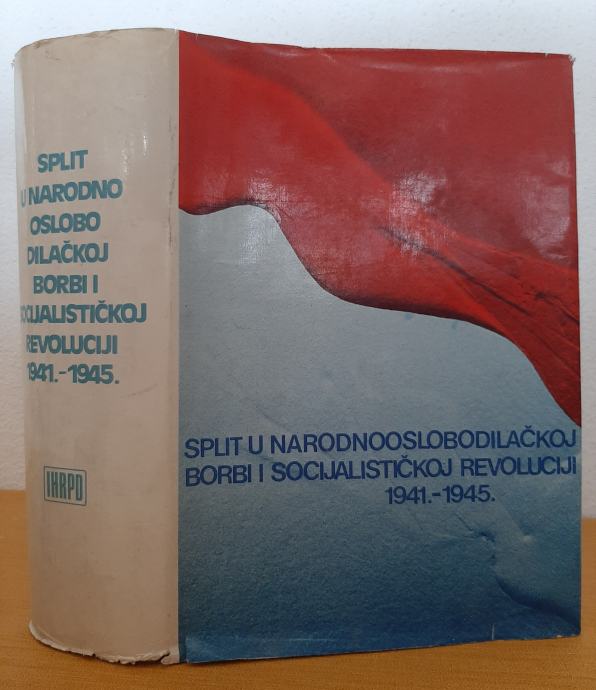 SPLIT
U NARODNO
OSLOBO
DILAČKOJ
BORBI I
SOCIJALISTIČKOJ
REVOLUCIJI
1941.-1945.
IHRPD
SPLIT U NARODNOOSLOBODILAČKOJ
BORBI I SOCIJALISTIČKOJ REVOLUCIJI
1941.-1945.